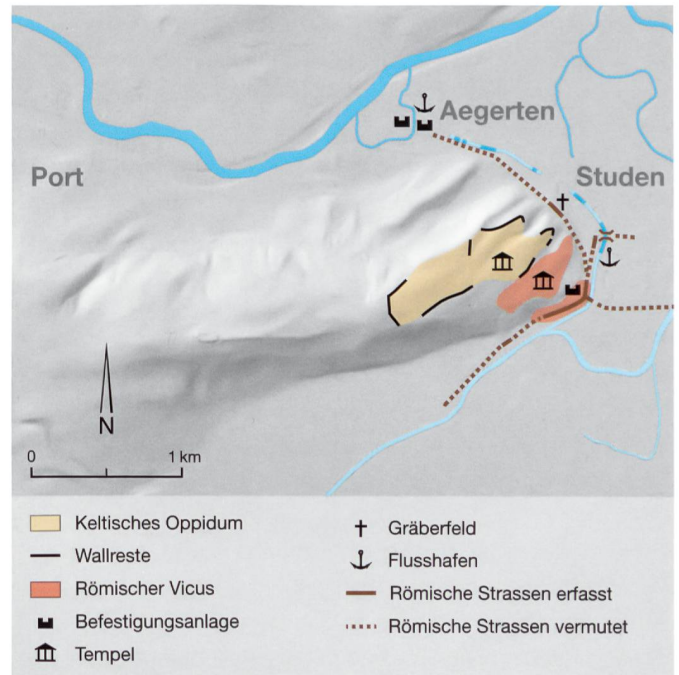 Aegerten
Port
Studen
N
0 1 km
Keltisches Oppidum
Wallreste
Römischer Vicus
Befestigungsanlage
Tempel
Gräberfeld
Flusshafen
Römische Strassen erfasst
Römische Strassen vermutet